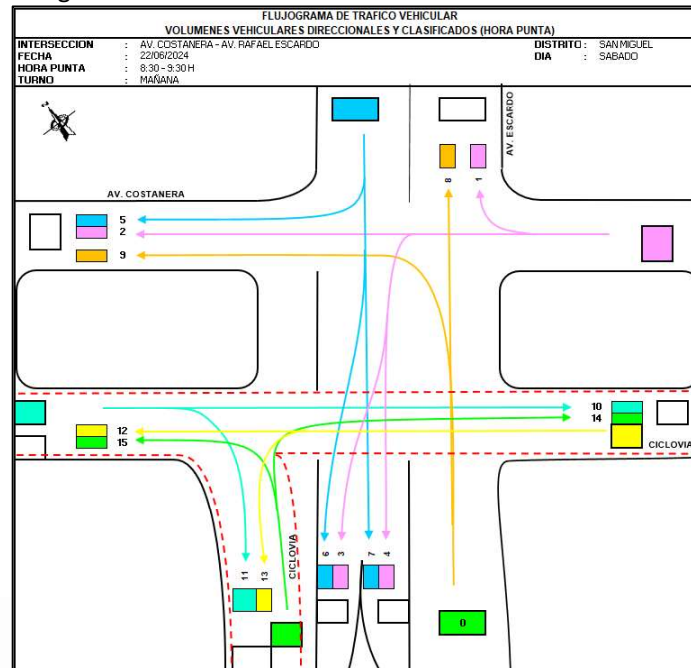 FLUJOGRAMA DE TRAFICO VEHICULAR
VOLUMENES VEHICULARES DIRECCIONALES Y CLASIFICADOS (HORA PUNTA)
INTERSECCION : AV. COSTANERA - AV. RAFAEL ESCARDO DISTRITO : SAN MIGUEL
FECHA : 22/06/2024 DIA : SABADO
HORA PUNTA : 8:30 - 9:30 H
TURNO : MAÑANA
AV. ESCARDO
8 1
AV. COSTANERA
5
2
9
10
12 14
15
CICLOVIA
CICLOVIA
11 13 6 3 7 4
0